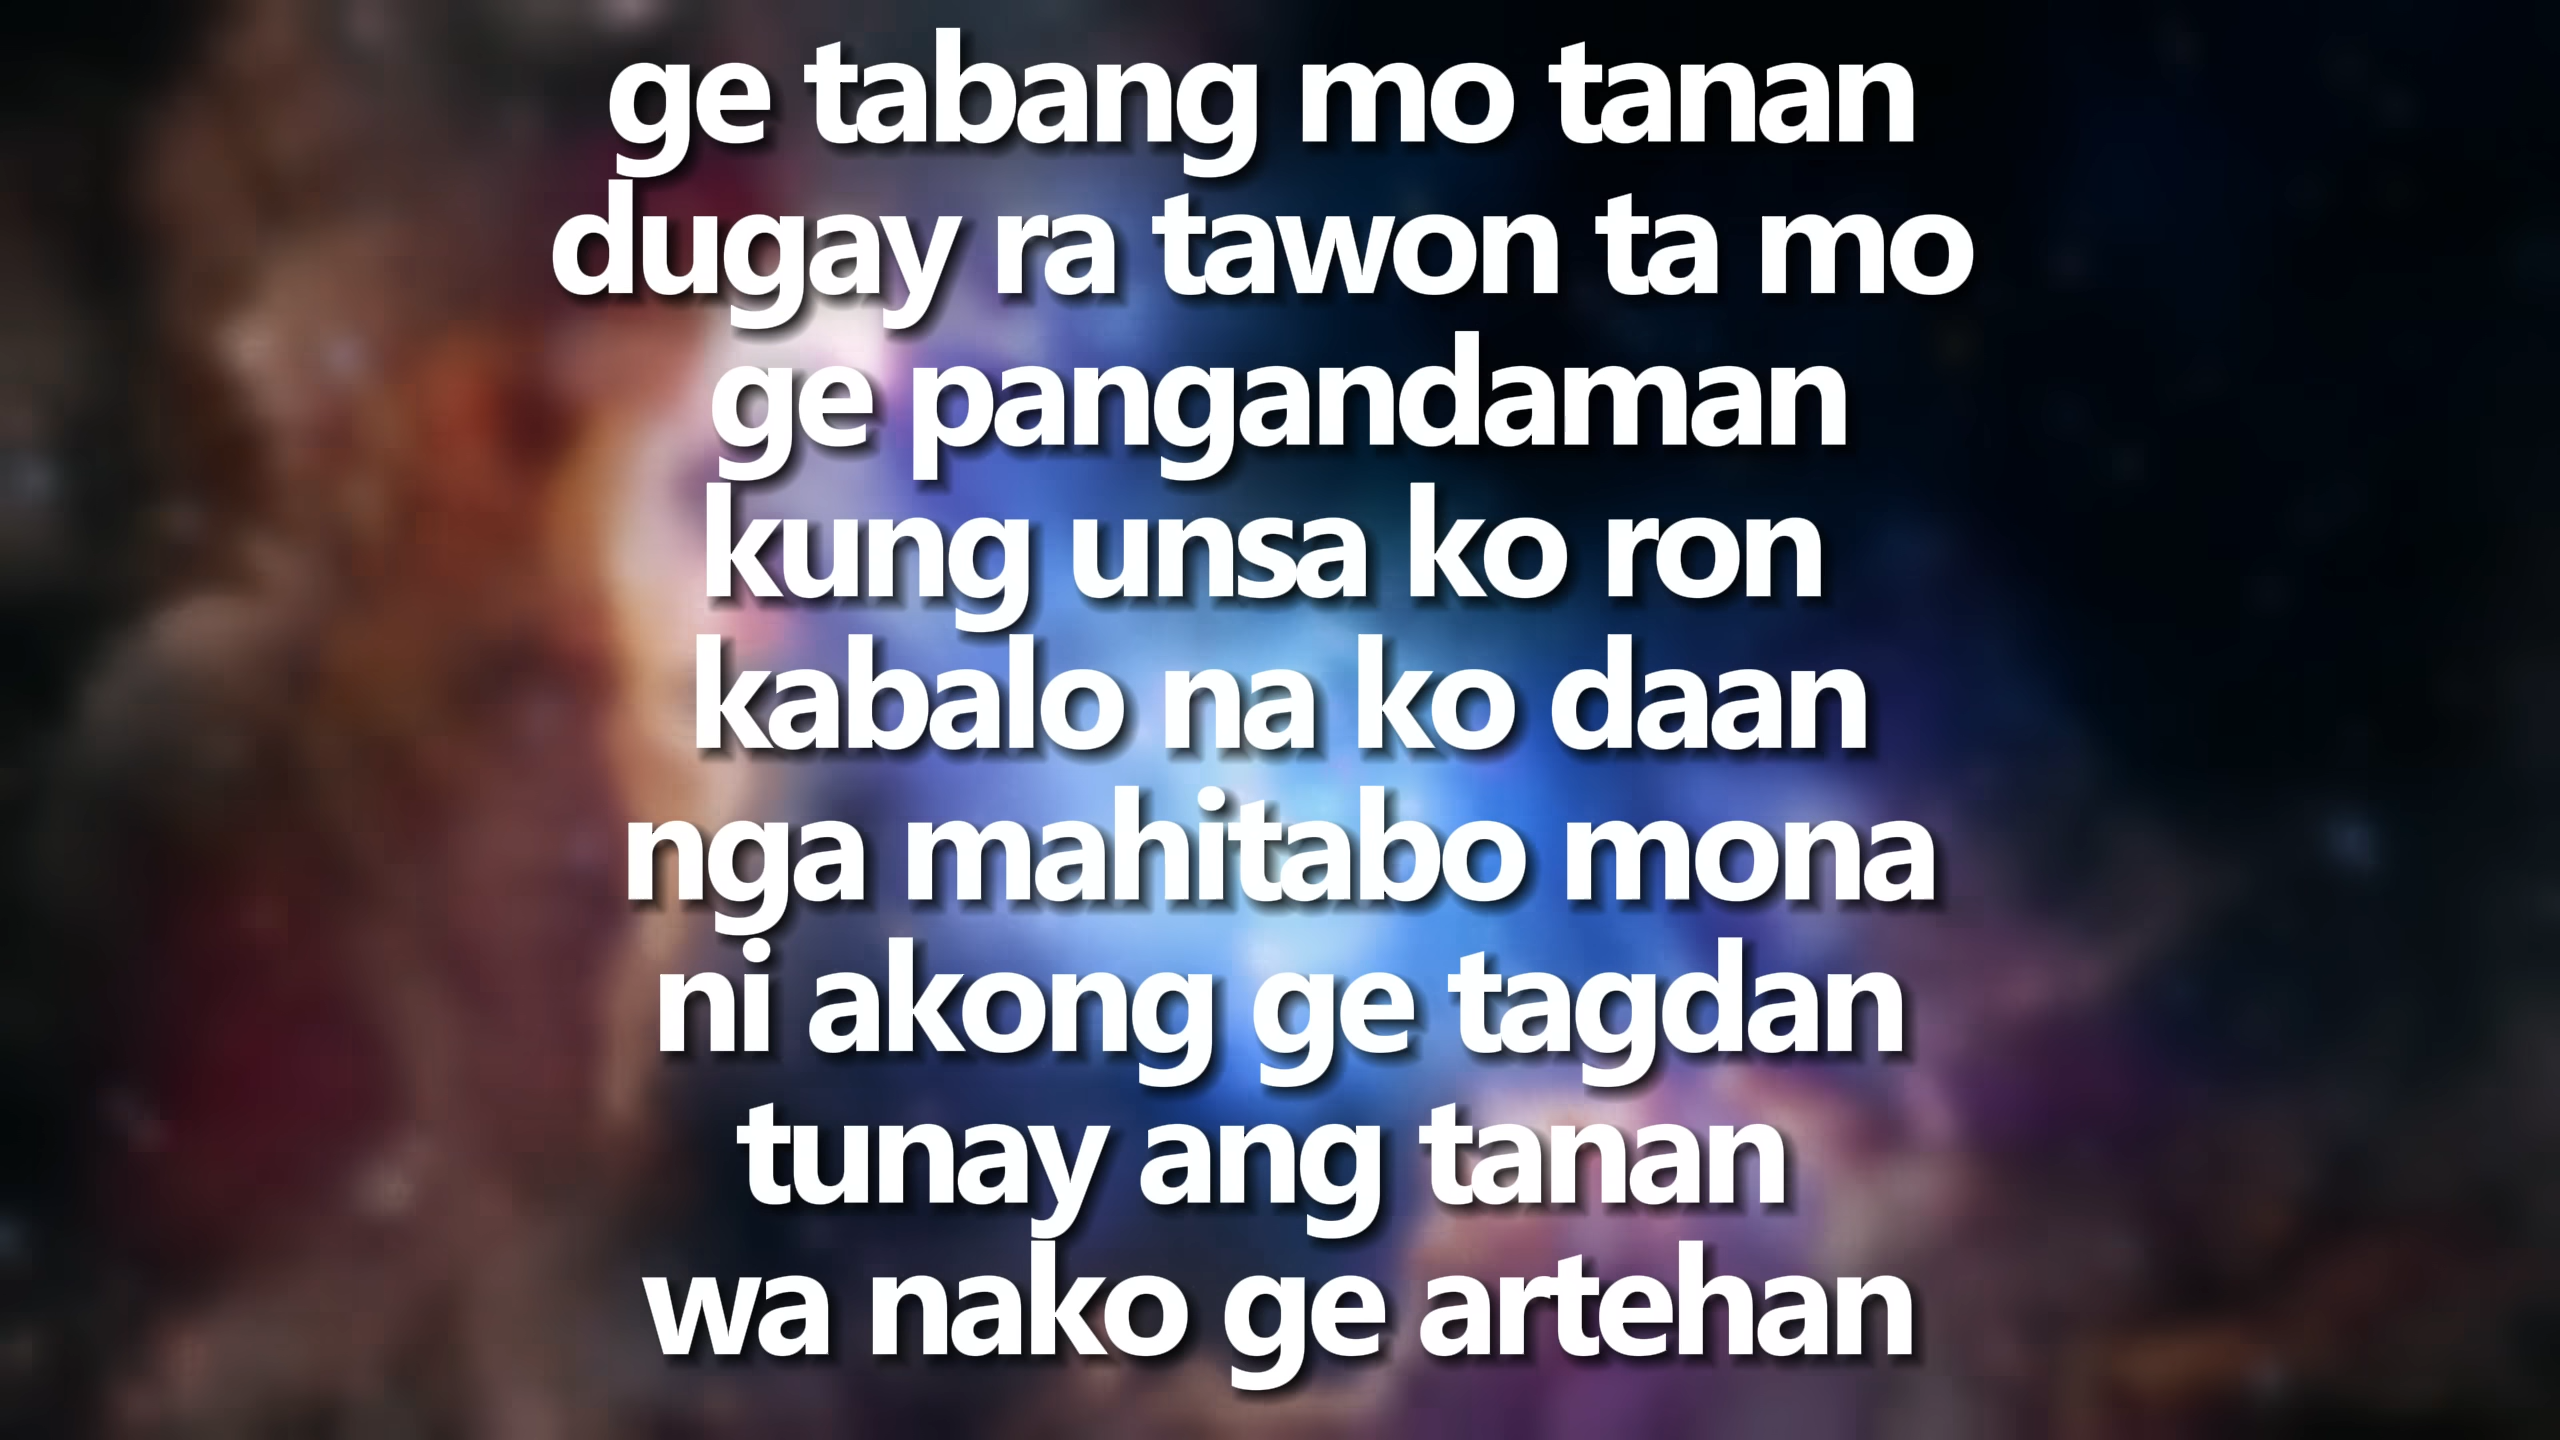 ge tabang mo tanan
dugay ra tawon ta mo
ge pangandaman
kung unsa ko ron
kabalo na ko daan
nga mahitabo mona
ni akong ge tagdan
tunay ang tanan
wa nako ge artehan